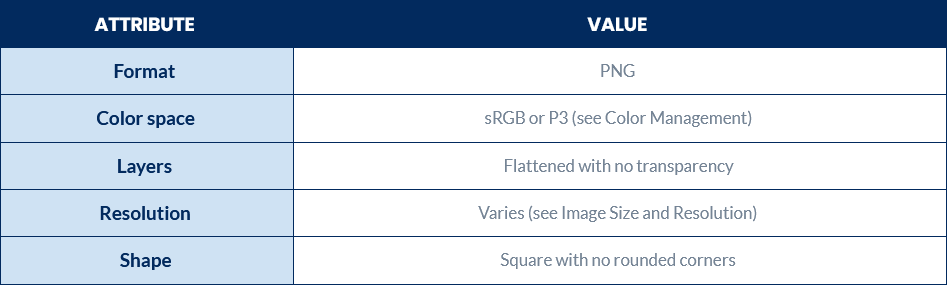 ATTRIBUTE VALUE
Format PNG
Color space sRGB or P3 (see Color Management)
Layers Flattened with no transparency
Resolution Varies (see Image Size and Resolution)
Shape Square with no rounded corners